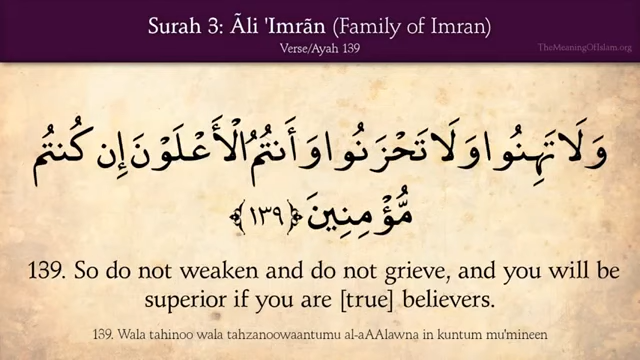 Surah 3: Ãli 'Imrãn (Family of Imran)
Verse/Ayah 139
TheMeaningOfIslam.org
وَلَا تَهِنُوا وَلَا تَحْزَنُوا وَأَنتُمُ الْأَعْلَوْنَ إِن كُنتُم
مُّؤْمِنِينَ ﴿١٣٩﴾
139. So do not weaken and do not grieve, and you will be
superior if you are [true] believers.
139. Wala tahinoo wala tahzanoowaantumu al-aAAlawna in kuntum mu'mineen